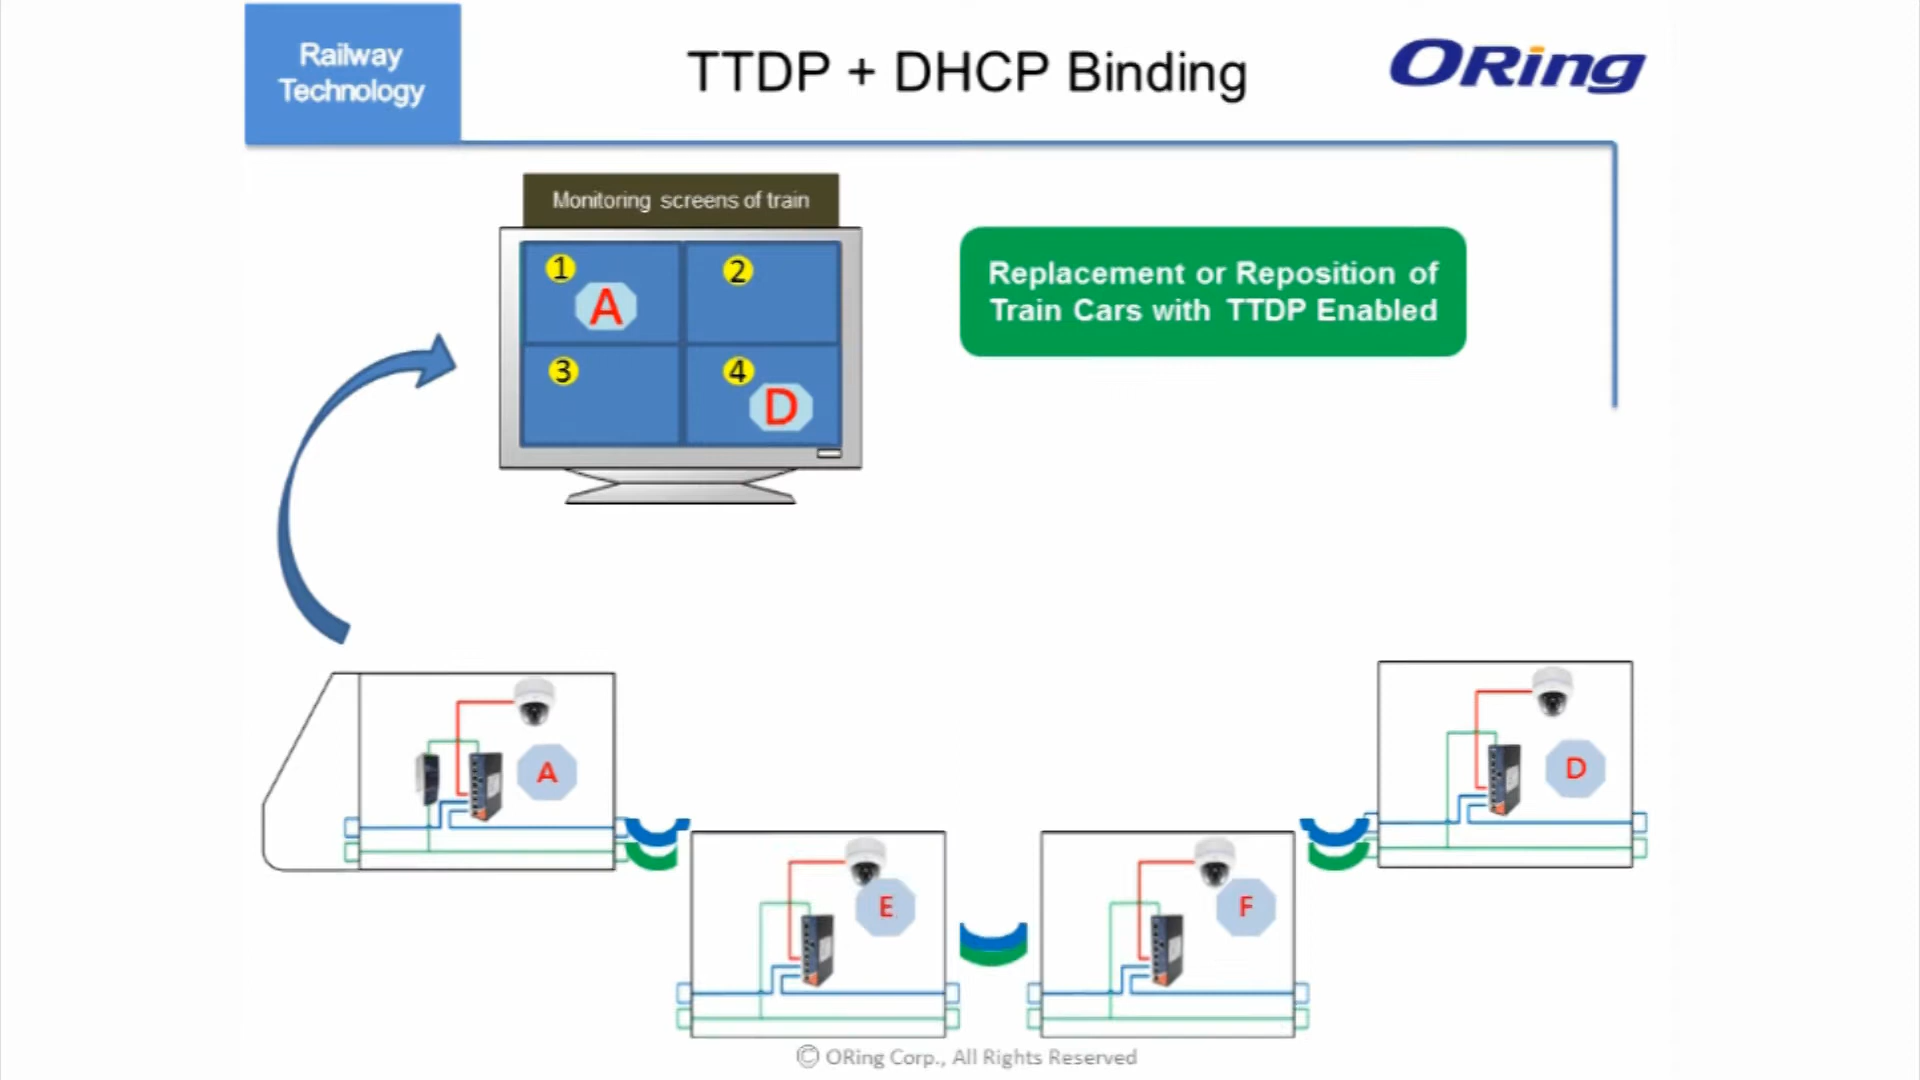 Railway
Technology
TTDP + DHCP Binding
ORing
Monitoring screens of train
1
A
2
3
4
D
Replacement or Reposition of
Train Cars with TTDP Enabled
A
D
E
F
© ORing Corp., All Rights Reserved